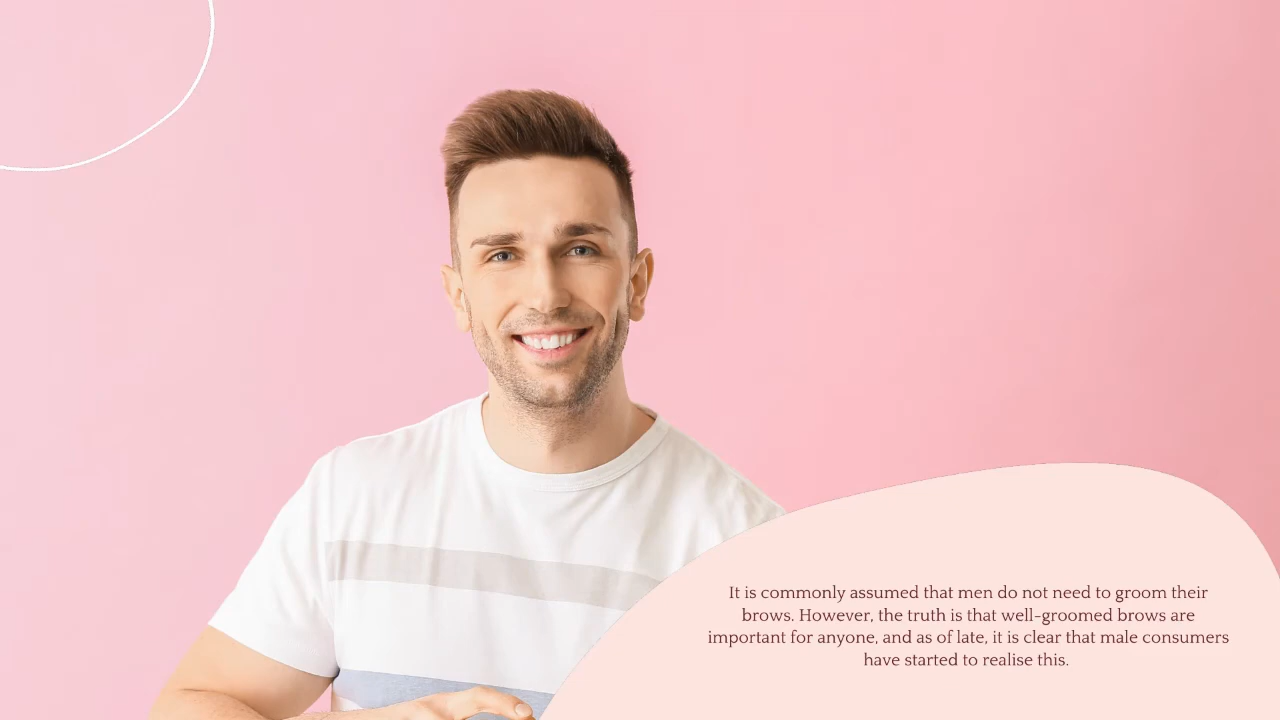 It is commonly assumed that men do not need to groom their
brows. However, the truth is that well-groomed brows are
important for anyone, and as of late, it is clear that male consumers
have started to realise this.